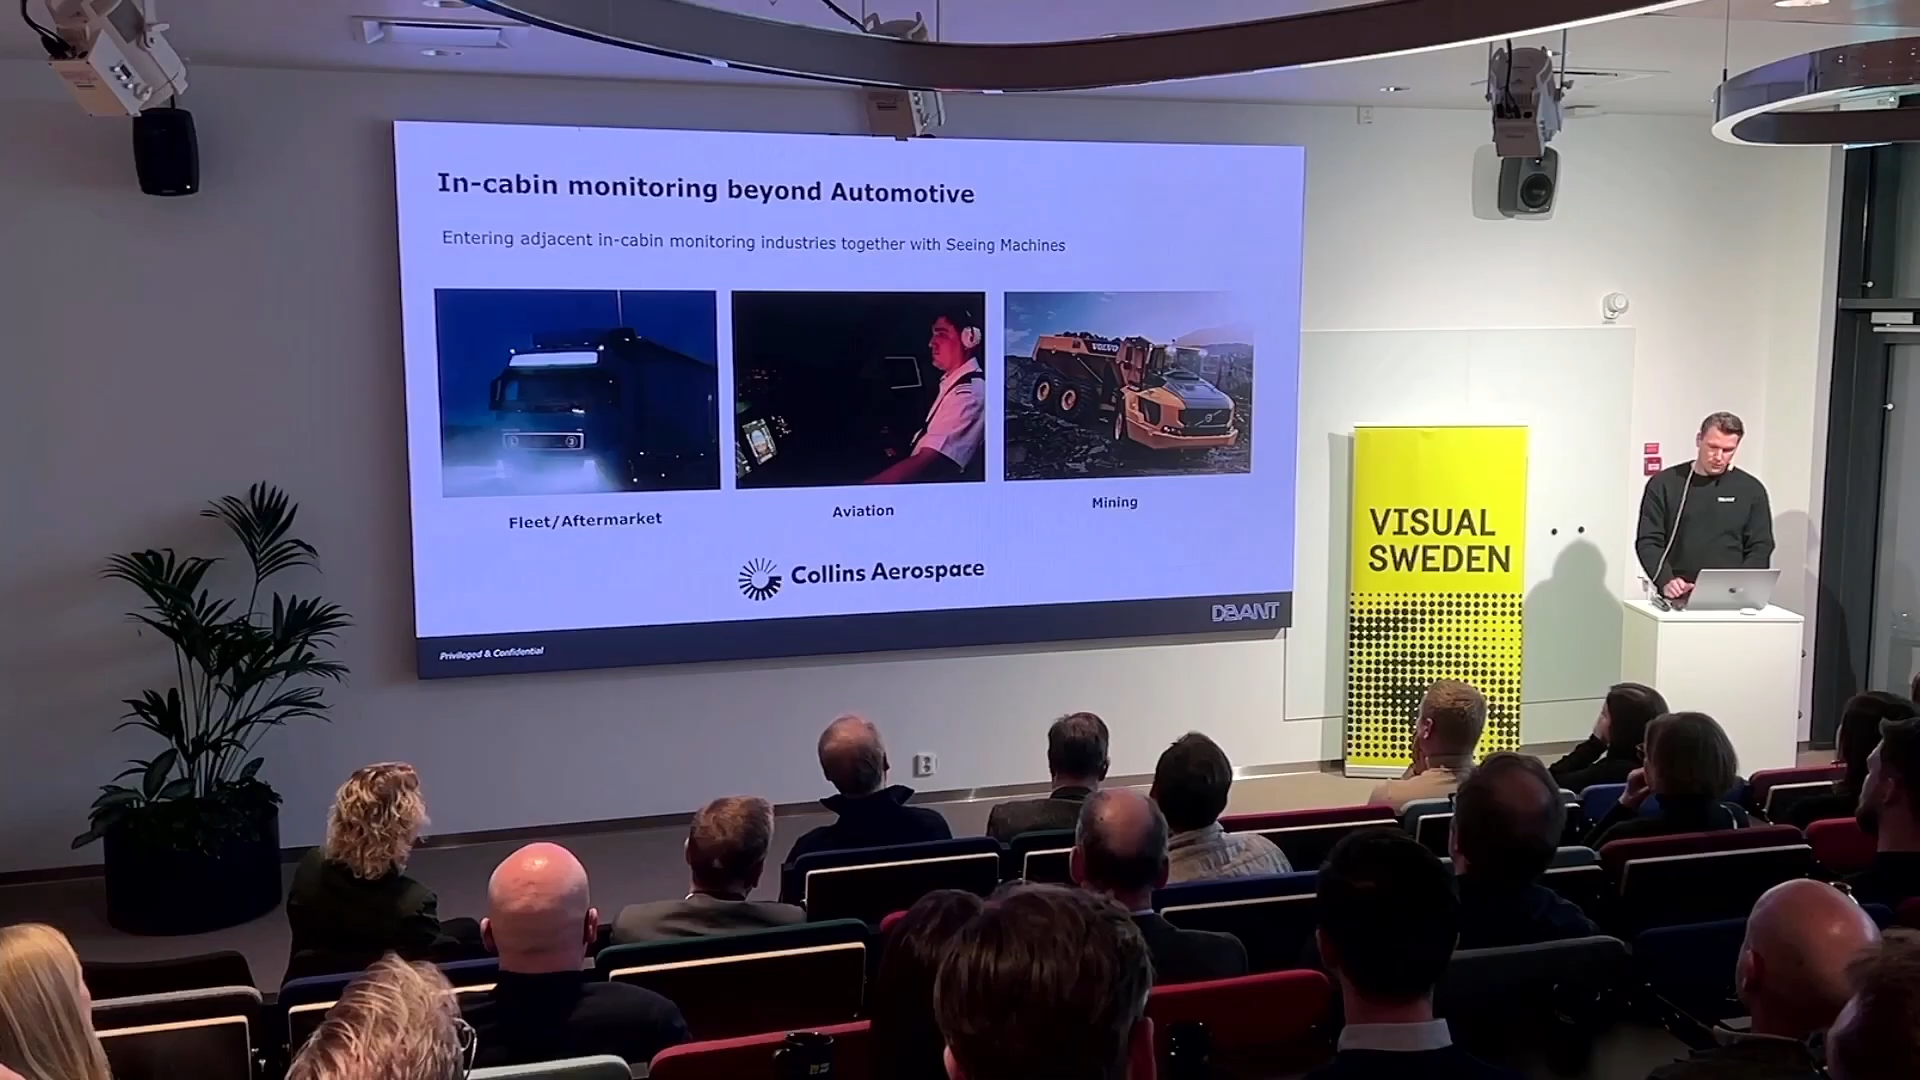 In-cabin monitoring beyond Automotive
Entering adjacent in-cabin monitoring industries together with Seeing Machines
VOLVO
Fleet/Aftermarket
Aviation
Mining
Collins Aerospace
DEVANT
Privileged & Confidential
VISUAL
SWEDEN